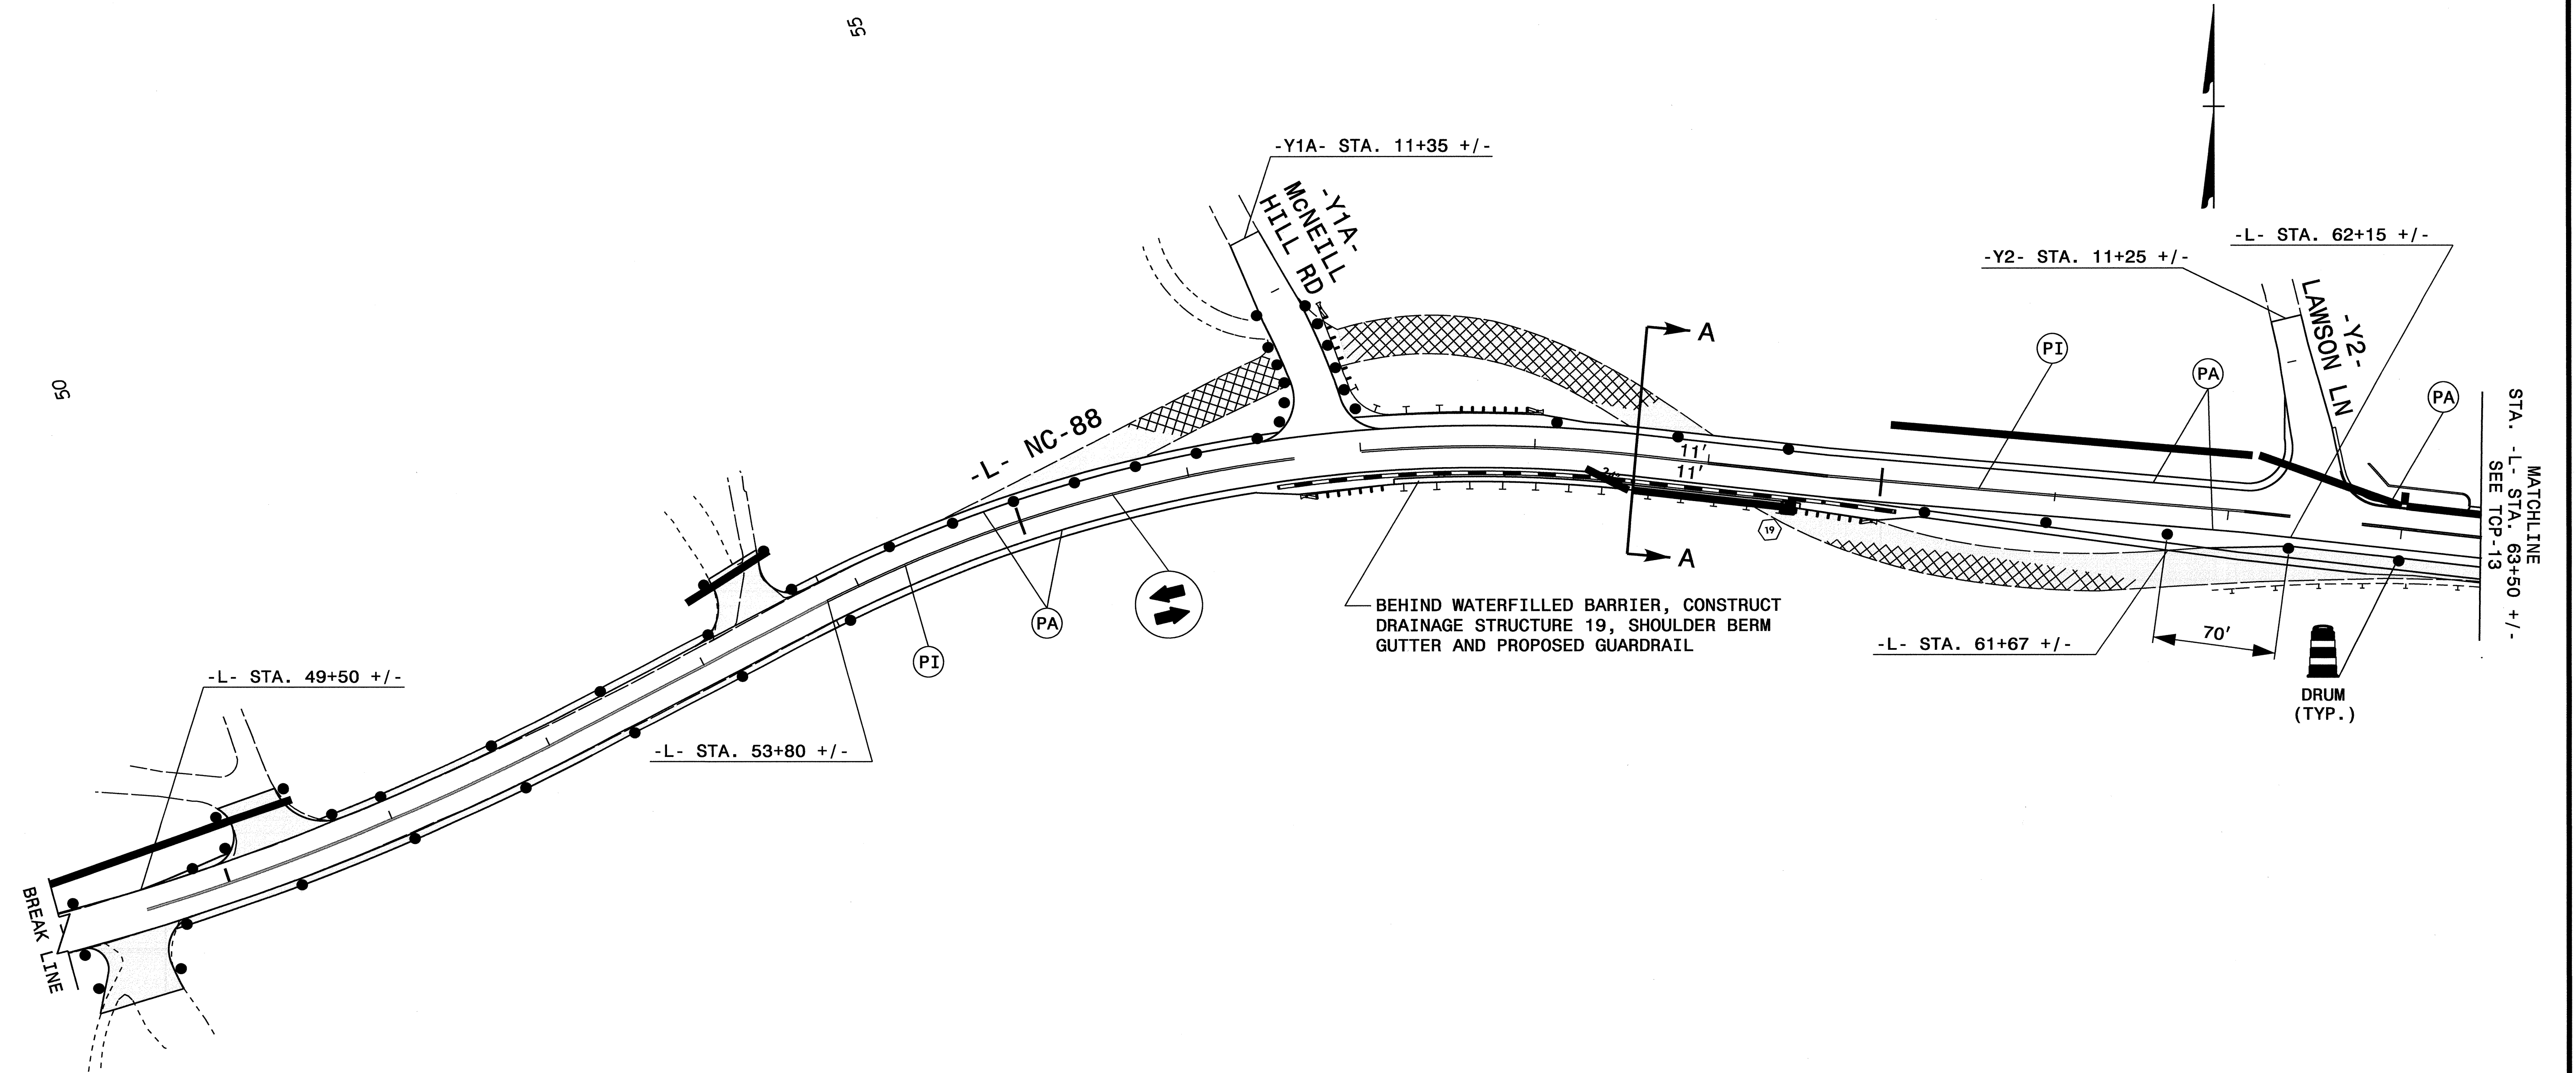 55
50
-Y1A- STA. 11+35 +/-
-Y1A-
McNEILL
HILL RD
-L- STA. 62+15 +/-
-Y2- STA. 11+25 +/-
-Y2-
LAWSON LN
A
PI
PA
PA
-L- NC-88
11'
11'
MATCHLINE
STA. -L- STA. 63+50 +/-
SEE TCP-13
19
A
PA
PI
BEHIND WATERFILLED BARRIER, CONSTRUCT
DRAINAGE STRUCTURE 19, SHOULDER BERM
GUTTER AND PROPOSED GUARDRAIL
-L- STA. 61+67 +/-
70'
DRUM
(TYP.)
-L- STA. 49+50 +/-
-L- STA. 53+80 +/-
BREAK LINE